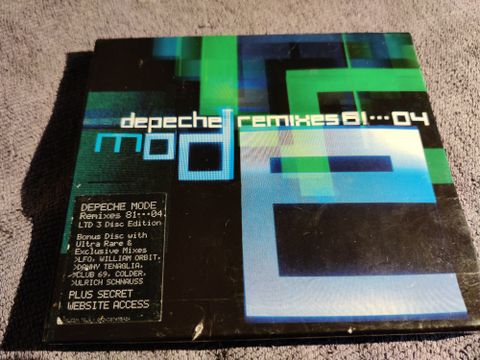 depeche remixes 81···04
mode
DEPECHE MODE
Remixes 81···04
LTD 3 Disc Edition
Bonus Disc with
Ultra Rare &
Exclusive Mixes
>LFO, WILLIAM ORBIT,
>DANNY TENAGLIA,
>CLUB 69, COLDER,
>ULRICH SCHNAUSS
PLUS SECRET
WEBSITE ACCESS